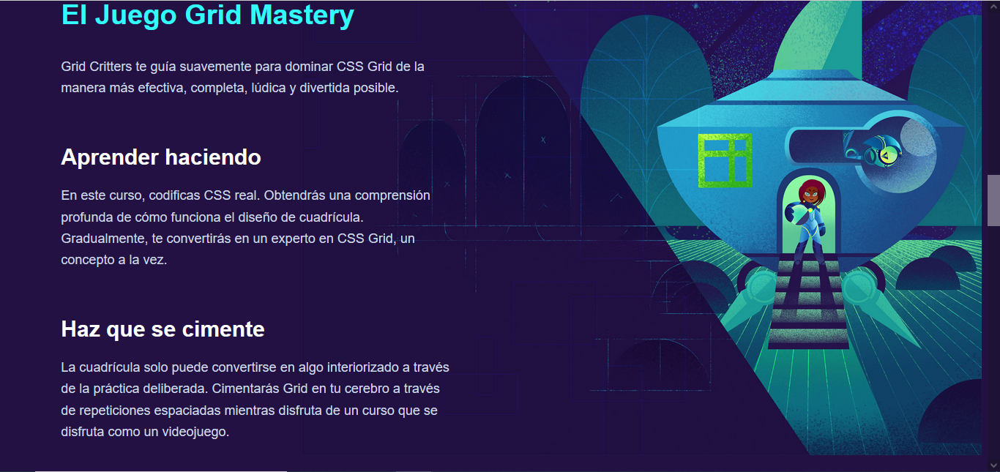 El Juego Grid Mastery
Grid Critters te guía suavemente para dominar CSS Grid de la
manera más efectiva, completa, lúdica y divertida posible.
Aprender haciendo
En este curso, codificas CSS real. Obtendrás una comprensión
profunda de cómo funciona el diseño de cuadrícula.
Gradualmente, te convertirás en un experto en CSS Grid, un
concepto a la vez.
Haz que se cimente
La cuadrícula solo puede convertirse en algo interiorizado a través
de la práctica deliberada. Cimentarás Grid en tu cerebro a través
de repeticiones espaciadas mientras disfruta de un curso que se
disfruta como un videojuego.